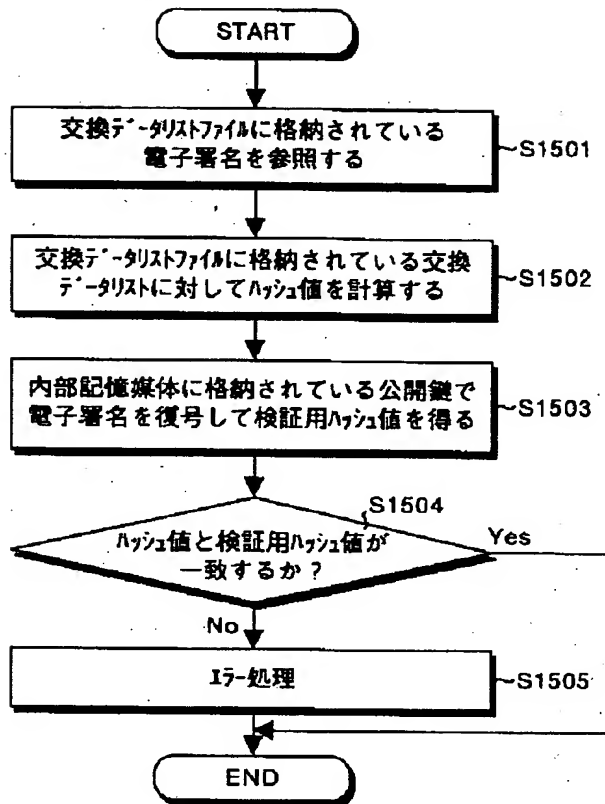 START
交換ﾃﾞｰﾀﾘｽﾄﾌｧｲﾙに格納されている
電子署名を参照する
S1501
交換ﾃﾞｰﾀﾘｽﾄﾌｧｲﾙに格納されている交換
ﾃﾞｰﾀﾘｽﾄに対してﾊｯｼｭ値を計算する
S1502
内部記憶媒体に格納されている公開鍵で
電子署名を復号して検証用ﾊｯｼｭ値を得る
S1503
S1504
ﾊｯｼｭ値と検証用ﾊｯｼｭ値が
一致するか？
Yes
No
ｴﾗｰ処理
S1505
END